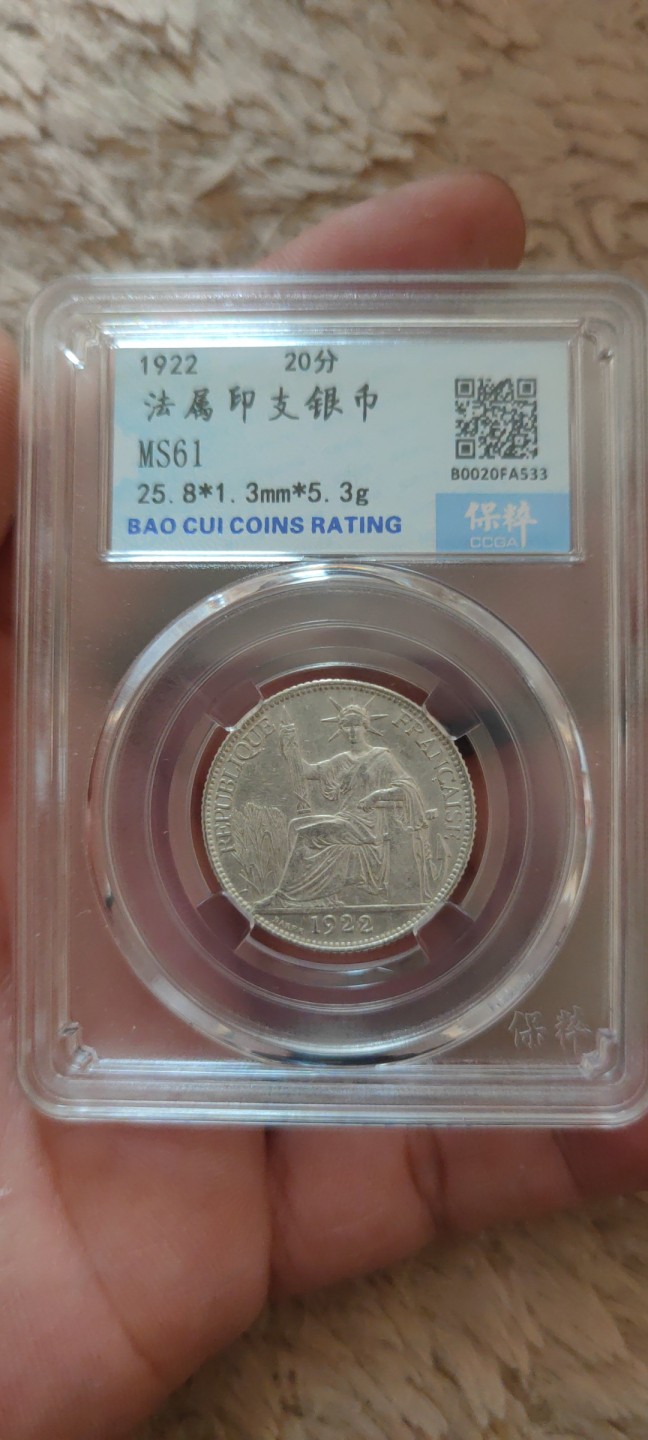 1922 20分
法属印支银币
MS61
25.8*1.3mm*5.3g
BAO CUI COINS RATING
B0020FA533
保粹
CCGA
REPUBLIQUE FRANÇAISE
1922
保粹